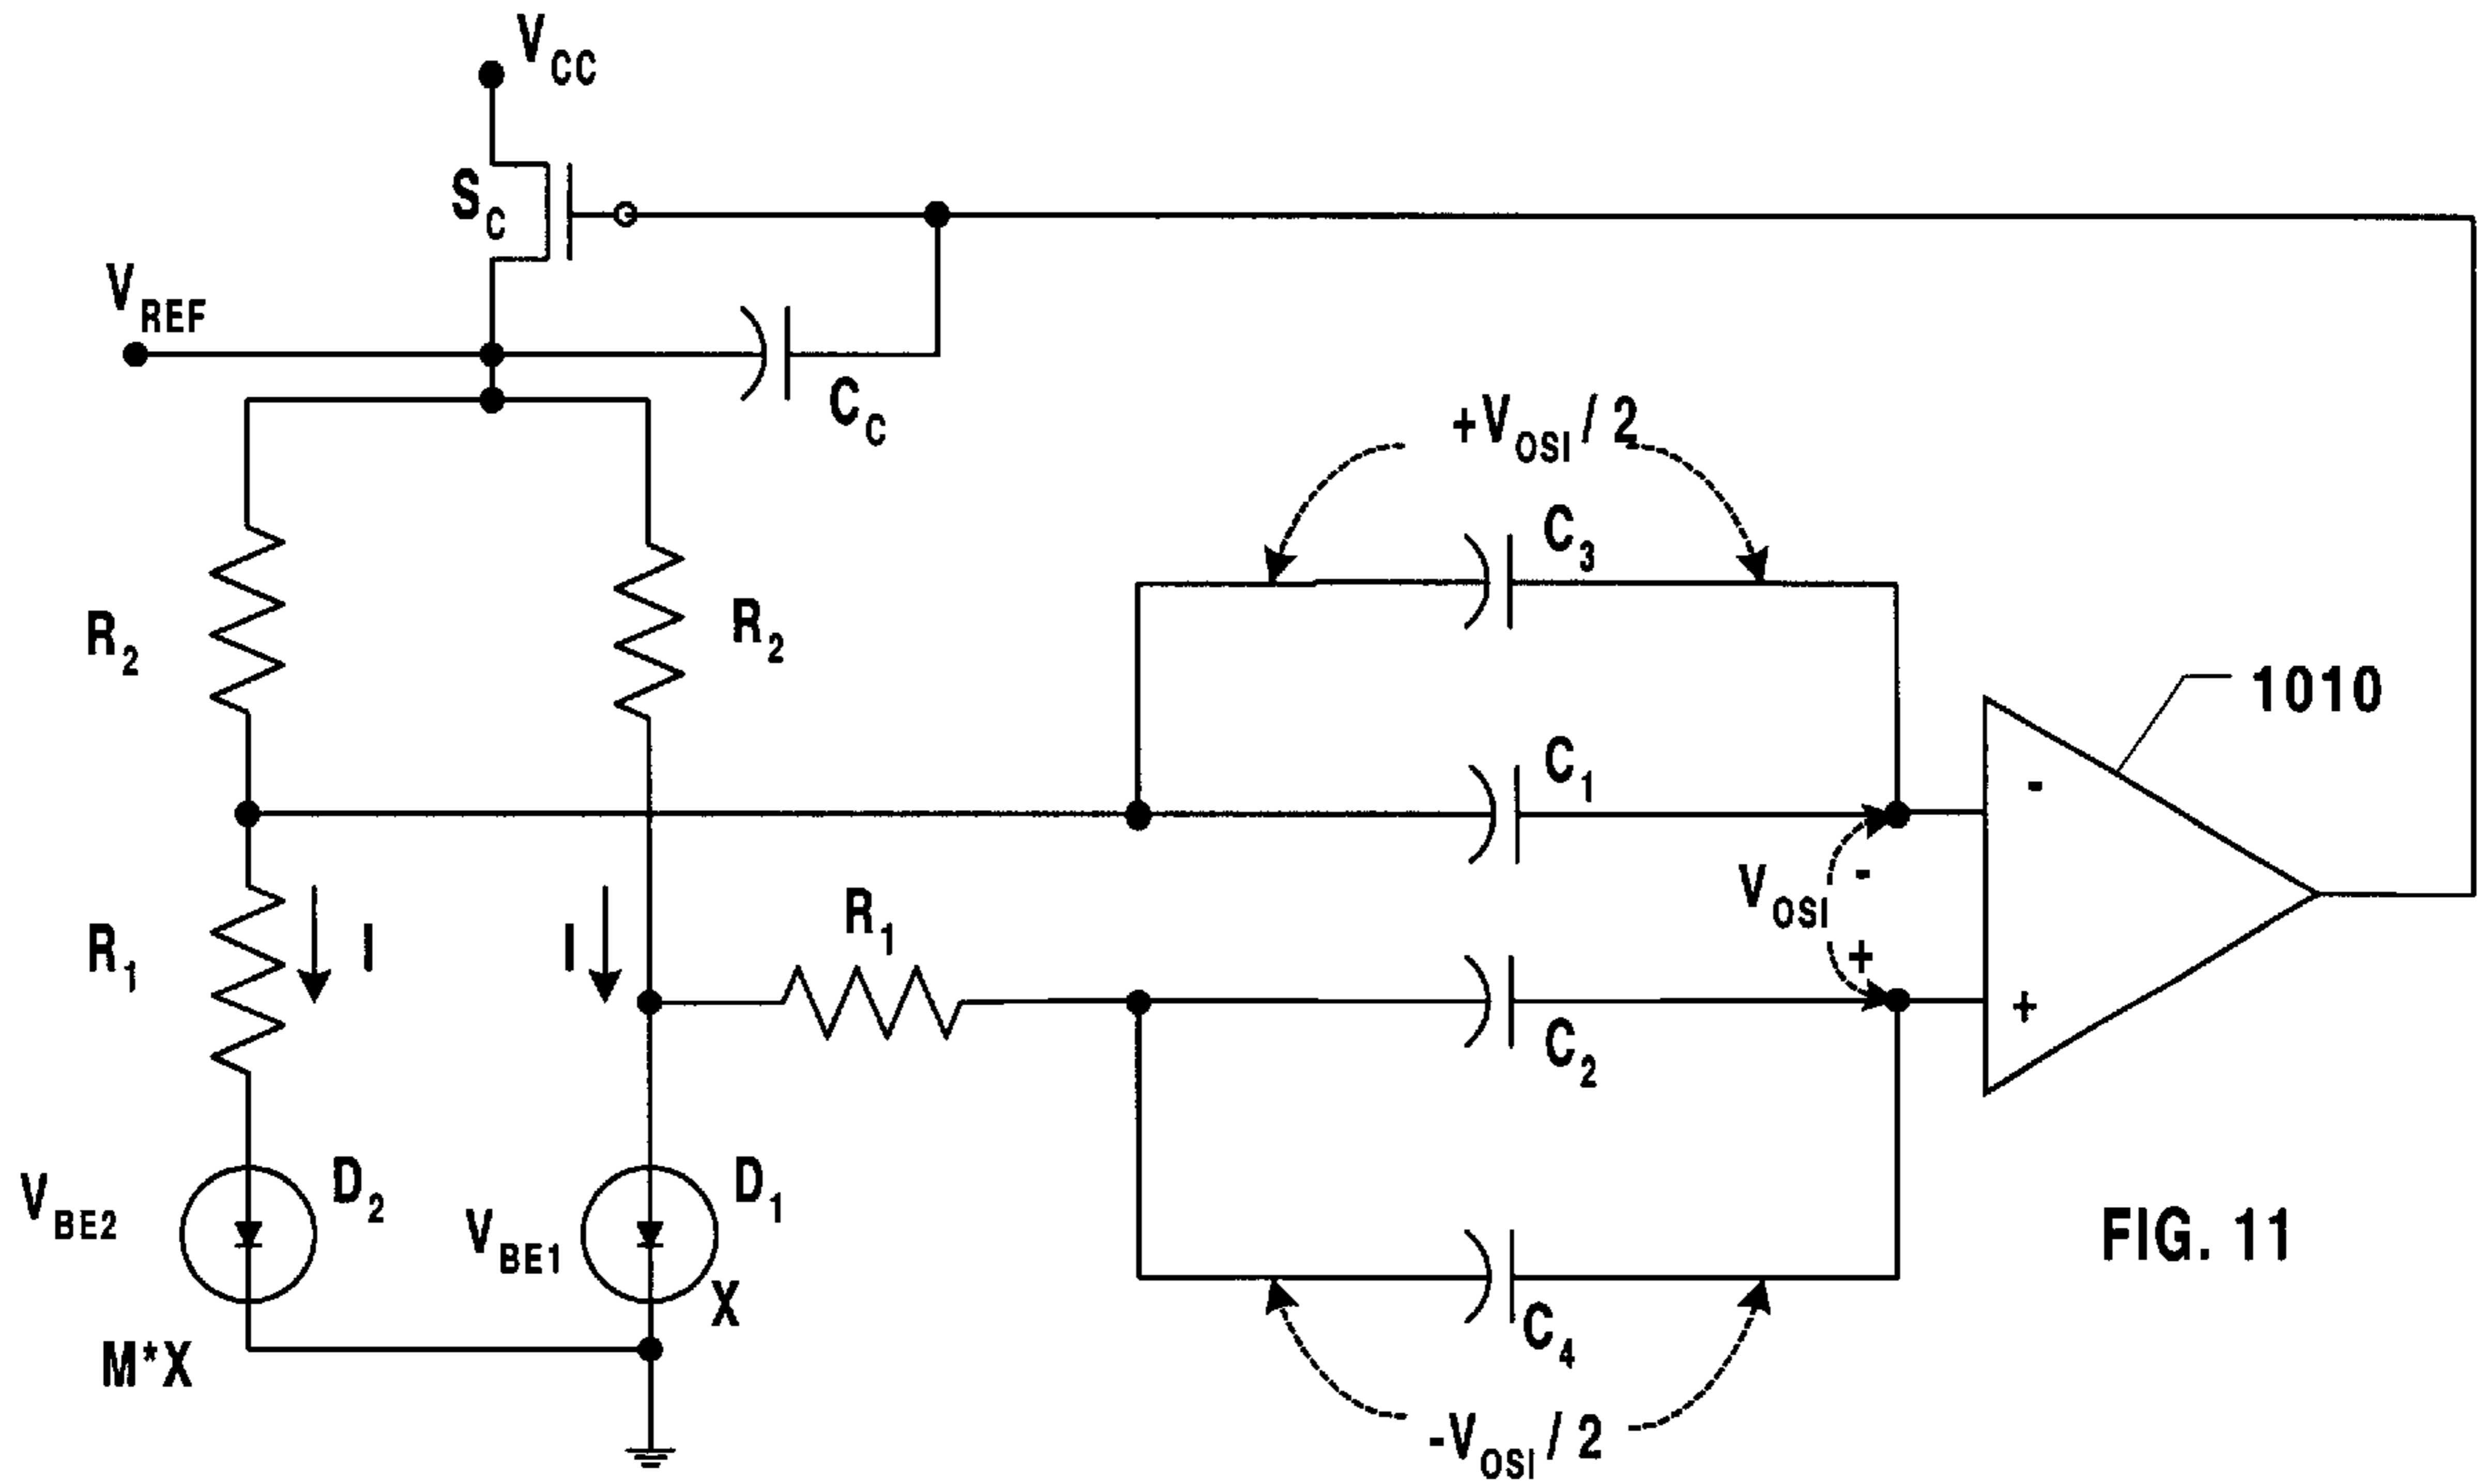 VCC
SC
VREF
CC
+VOSI / 2
C3
R2
R2
1010
C1
-
-
VOSI
R1
R1
I
I
+
+
C2
D2
D1
VBE2
VBE1
X
C4
M*X
-VOSI / 2
FIG. 11